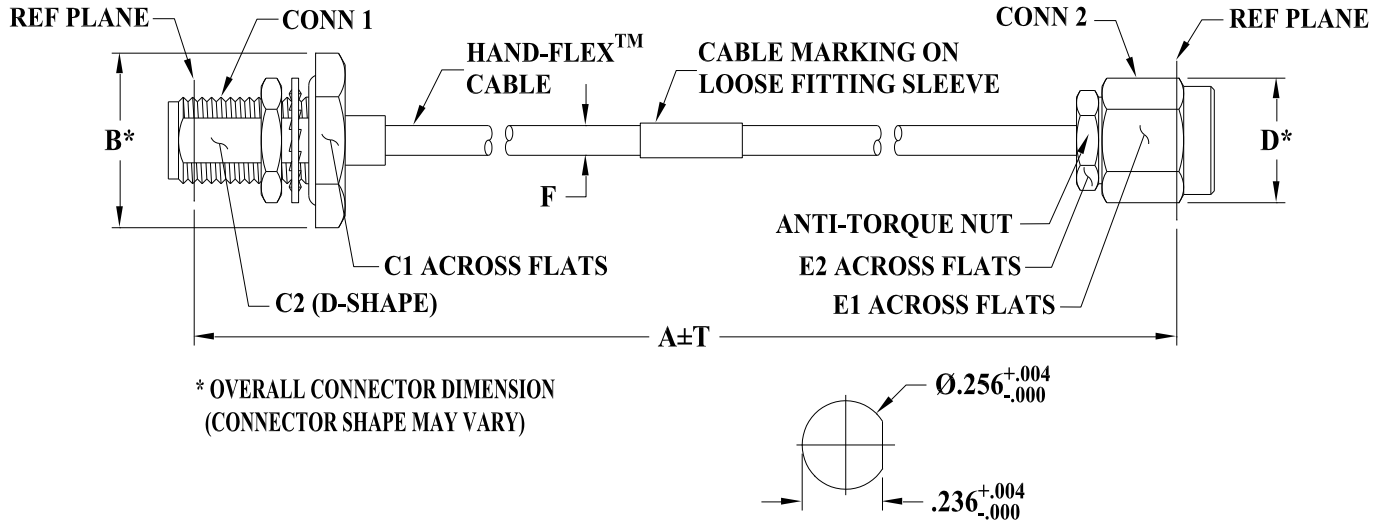 REF PLANE
CONN 1
HAND-FLEX™
CABLE
CABLE MARKING ON
LOOSE FITTING SLEEVE
CONN 2
REF PLANE
B*
D*
F
ANTI-TORQUE NUT
C1 ACROSS FLATS
E2 ACROSS FLATS
C2 (D-SHAPE)
E1 ACROSS FLATS
A±T
* OVERALL CONNECTOR DIMENSION
(CONNECTOR SHAPE MAY VARY)
Ø.256 +.004
-.000
.236 +.004
-.000